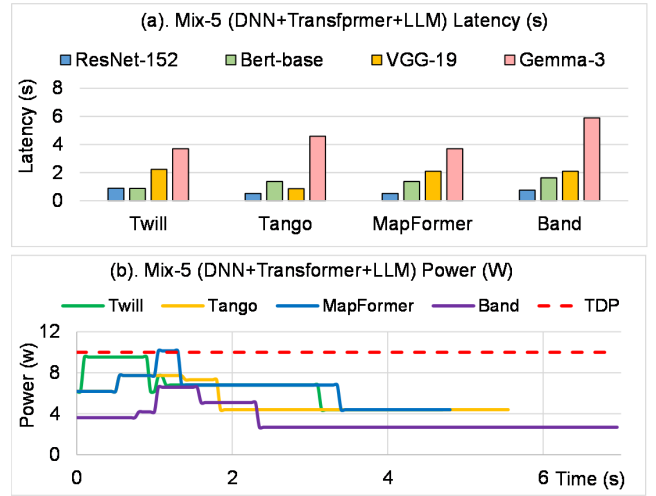 (a). Mix-5 (DNN+Transfprmer+LLM) Latency (s)
ResNet-152 Bert-base VGG-19 Gemma-3
Latency (s)
8
6
4
2
0
Twill Tango MapFormer Band
(b). Mix-5 (DNN+Transformer+LLM) Power (W)
Twill Tango MapFormer Band TDP
Power (w)
12
8
4
0 2 4 6 Time (s)